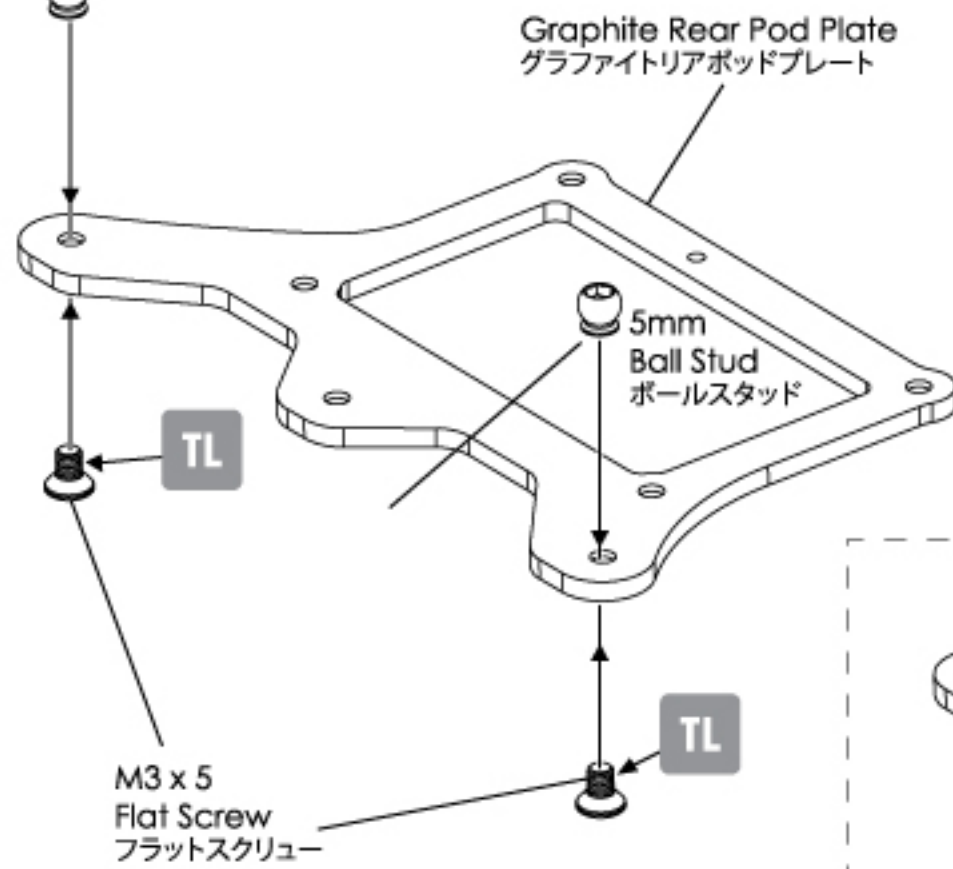 Graphite Rear Pod Plate
グラファイトリアポッドプレート
5mm
Ball Stud
ボールスタッド
TL
TL
M3 x 5
Flat Screw
フラットスクリュー